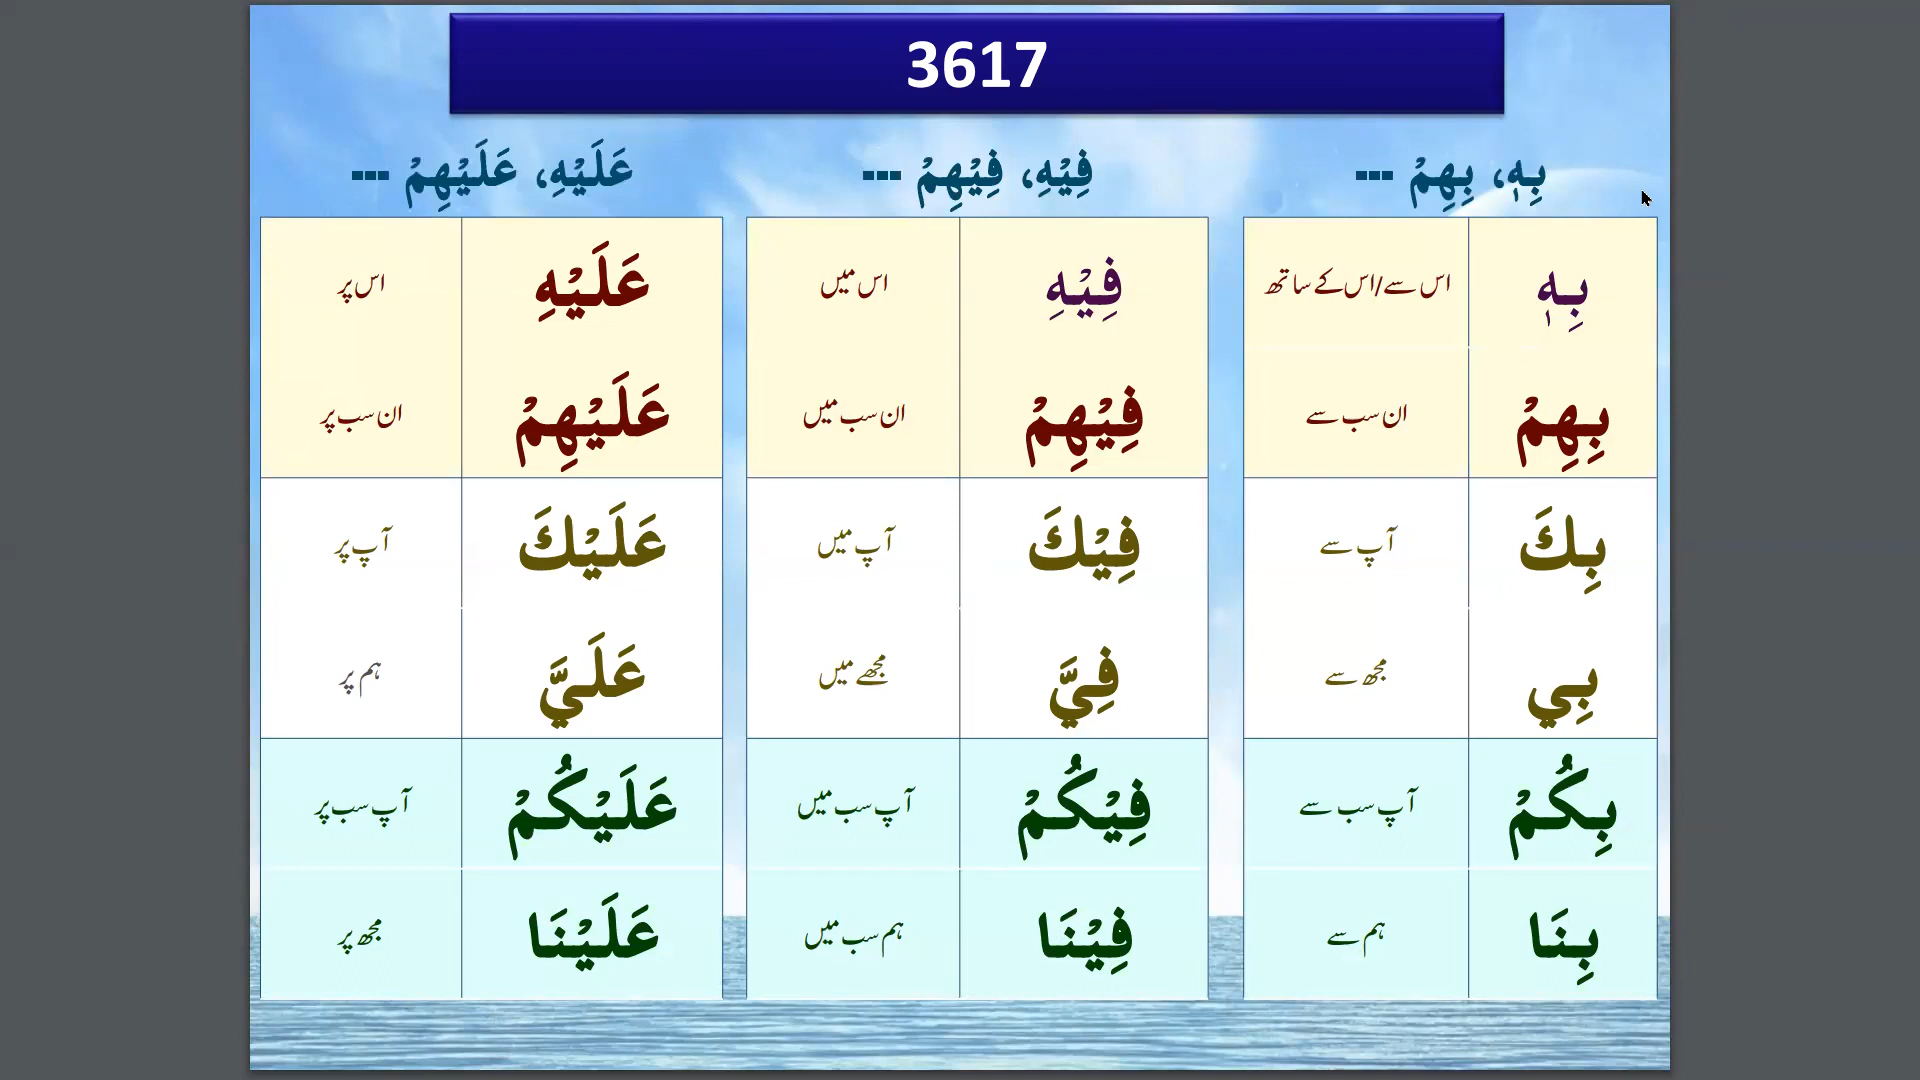 3617
بِهٖ، بِهِمْ ---
فِيْهِ، فِيْهِمْ ---
عَلَيْهِ، عَلَيْهِمْ ---
بِهٖ اس سے/اس کے ساتھ
فِيْهِ اس میں
عَلَيْهِ اس پر
بِهِمْ ان سب سے
فِيْهِمْ ان سب میں
عَلَيْهِمْ ان سب پر
بِكَ آپ سے
فِيْكَ آپ میں
عَلَيْكَ آپ پر
بِي مجھ سے
فِيَّ مجھے میں
عَلَيَّ ہم پر
بِكُمْ آپ سب سے
فِيْكُمْ آپ سب میں
عَلَيْكُمْ آپ سب پر
بِنَا ہم سے
فِيْنَا ہم سب میں
عَلَيْنَا مجھ پر